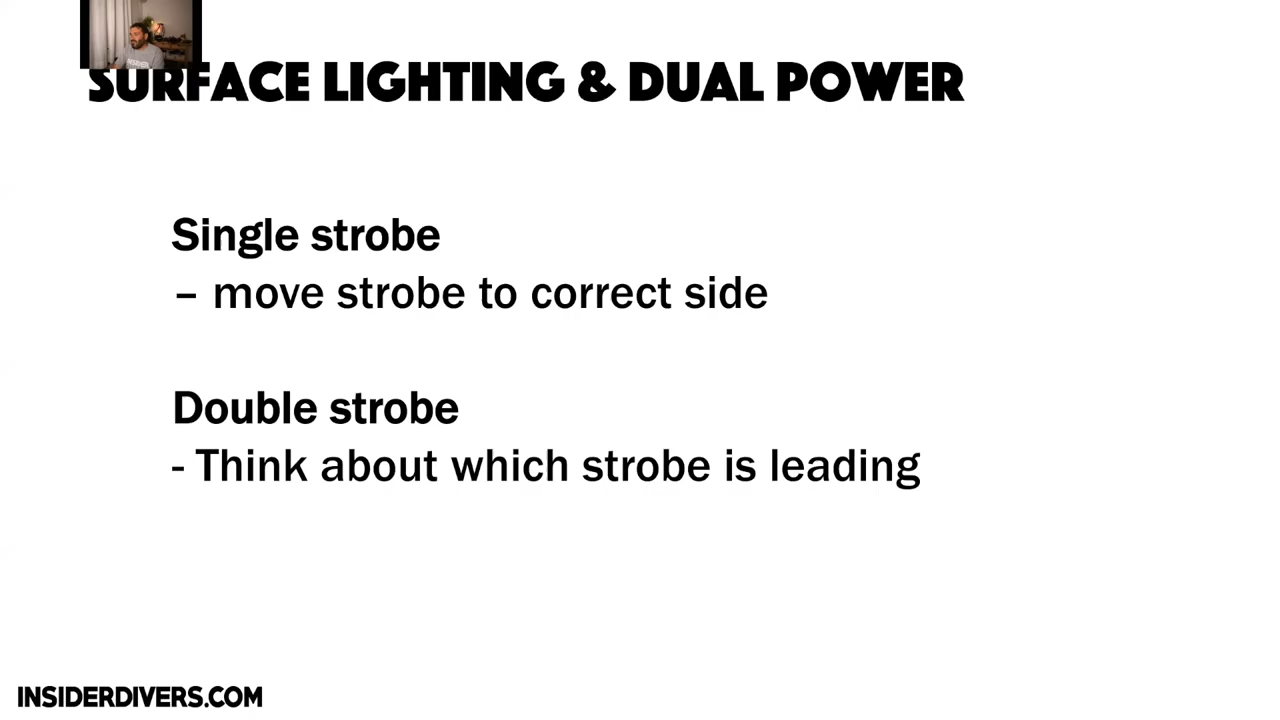 SURFACE LIGHTING & DUAL POWER
Single strobe
– move strobe to correct side
Double strobe
- Think about which strobe is leading
INSIDERDIVERS.COM